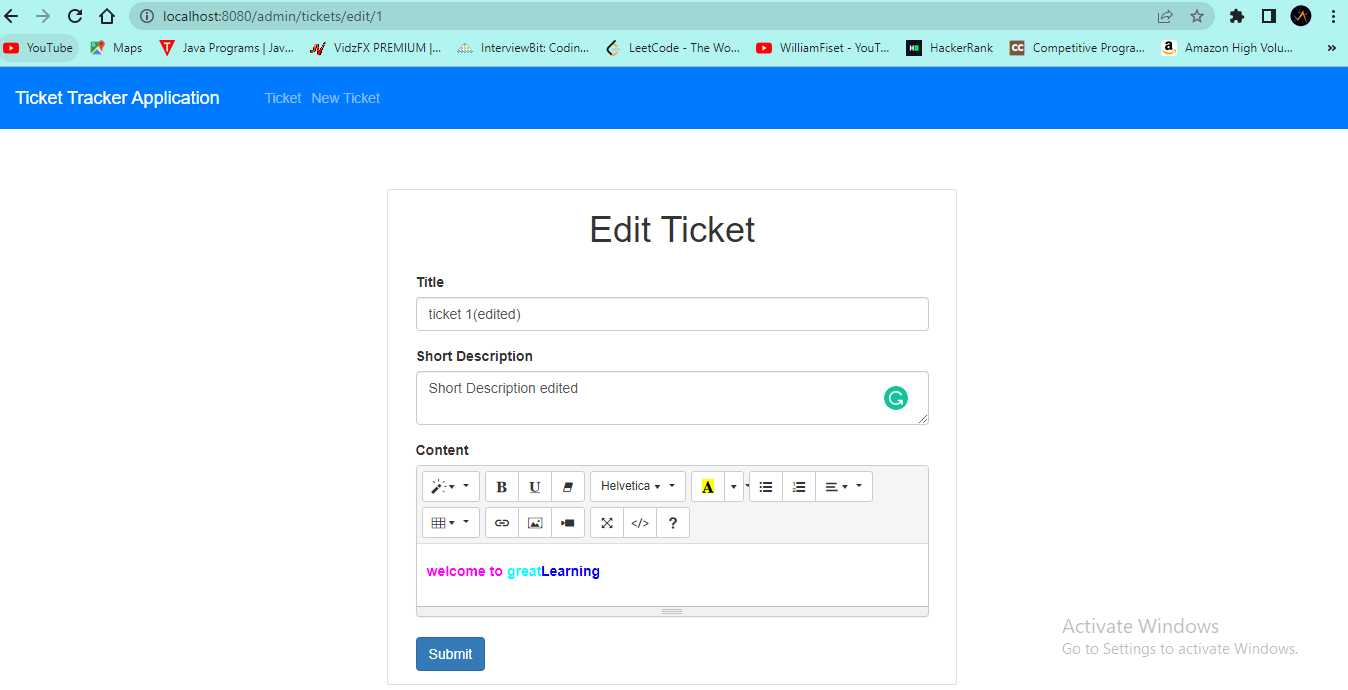 localhost:8080/admin/tickets/edit/1
YouTube Maps Java Programs | Jav... VidzFX PREMIUM |... InterviewBit: Codin... LeetCode - The Wo... WilliamFiset - YouT... HackerRank CC Competitive Progra... Amazon High Volu... »
Ticket Tracker Application Ticket New Ticket
Edit Ticket
Title
ticket 1(edited)
Short Description
Short Description edited
Content
B U Helvetica A
</> ?
welcome to greatLearning
Submit
Activate Windows
Go to Settings to activate Windows.